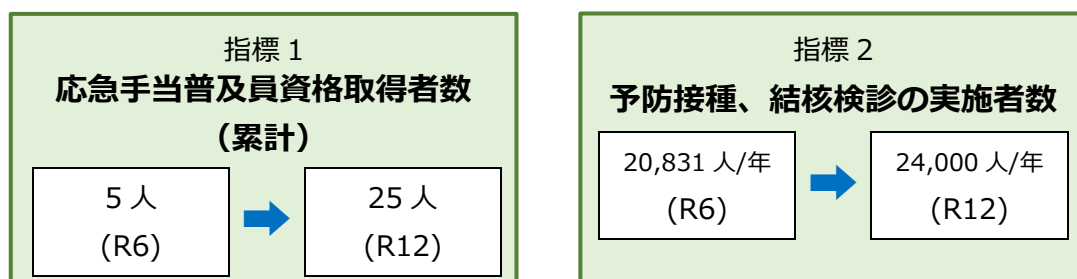 指標１
応急手当普及員資格取得者数
（累計）
5 人
(R6)
25 人
(R12)
指標２
予防接種、結核検診の実施者数
20,831 人/年
(R6)
24,000 人/年
(R12)